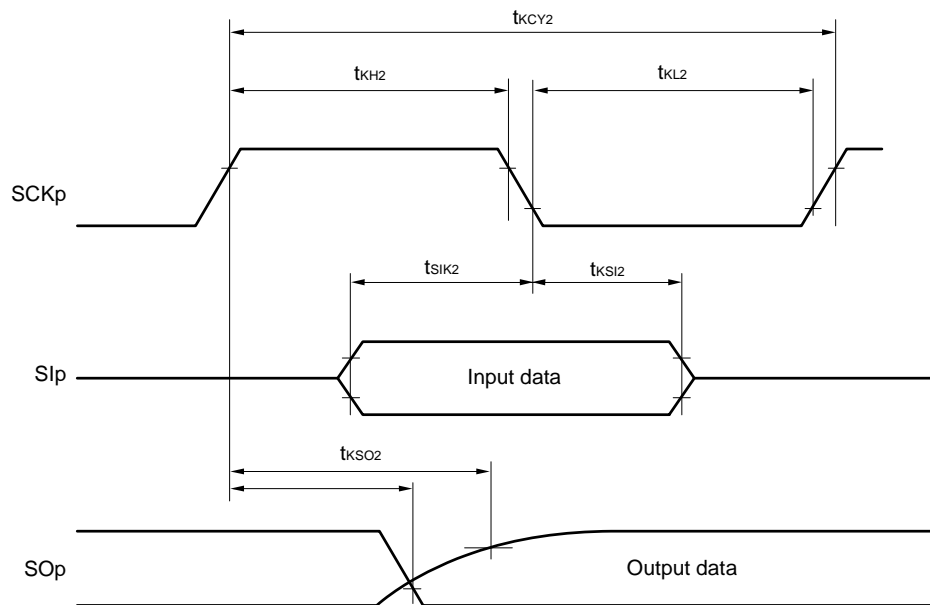 tKCY2
tKH2
tKL2
SCKp
tSIK2
tKSI2
SIp
Input data
tKSO2
SOp
Output data